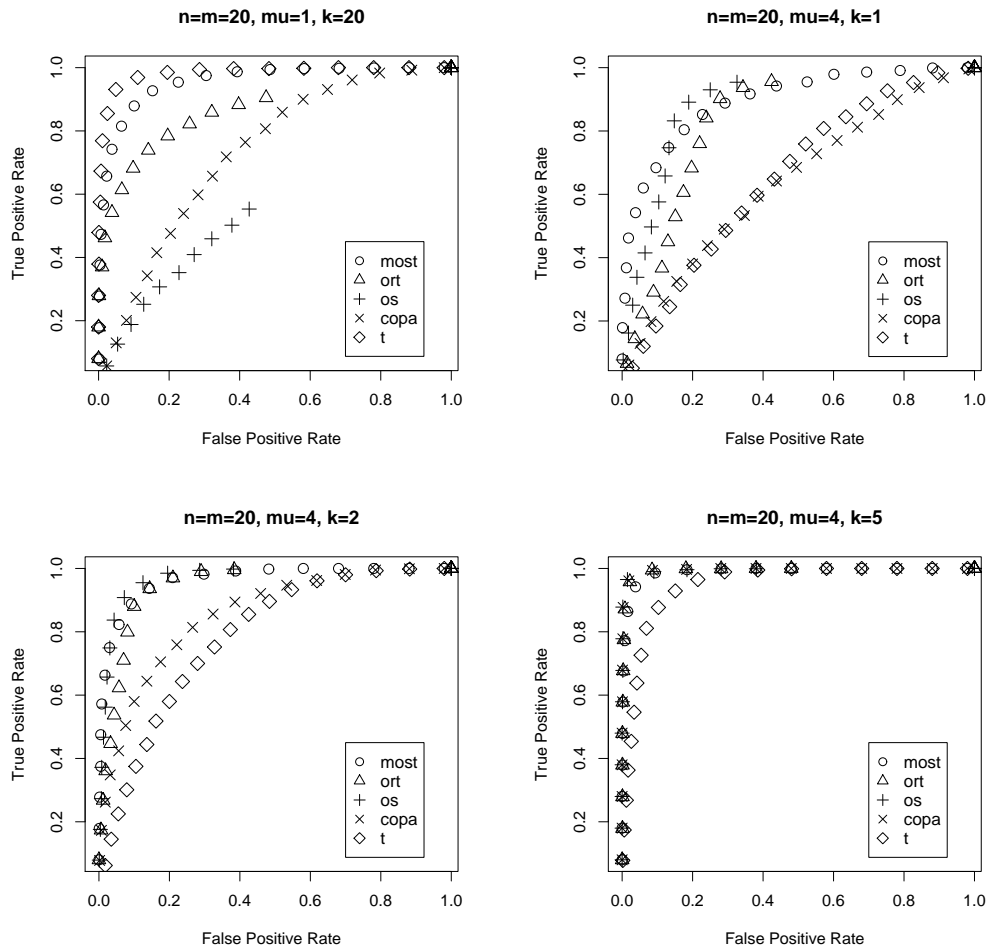 n=m=20, mu=1, k=20
True Positive Rate
1.0
0.8
0.6
0.4
0.2
0.0 0.2 0.4 0.6 0.8 1.0
False Positive Rate
most
ort
os
copa
t
n=m=20, mu=4, k=1
True Positive Rate
1.0
0.8
0.6
0.4
0.2
0.0 0.2 0.4 0.6 0.8 1.0
False Positive Rate
most
ort
os
copa
t
n=m=20, mu=4, k=2
True Positive Rate
1.0
0.8
0.6
0.4
0.2
0.0 0.2 0.4 0.6 0.8 1.0
False Positive Rate
most
ort
os
copa
t
n=m=20, mu=4, k=5
True Positive Rate
1.0
0.8
0.6
0.4
0.2
0.0 0.2 0.4 0.6 0.8 1.0
False Positive Rate
most
ort
os
copa
t